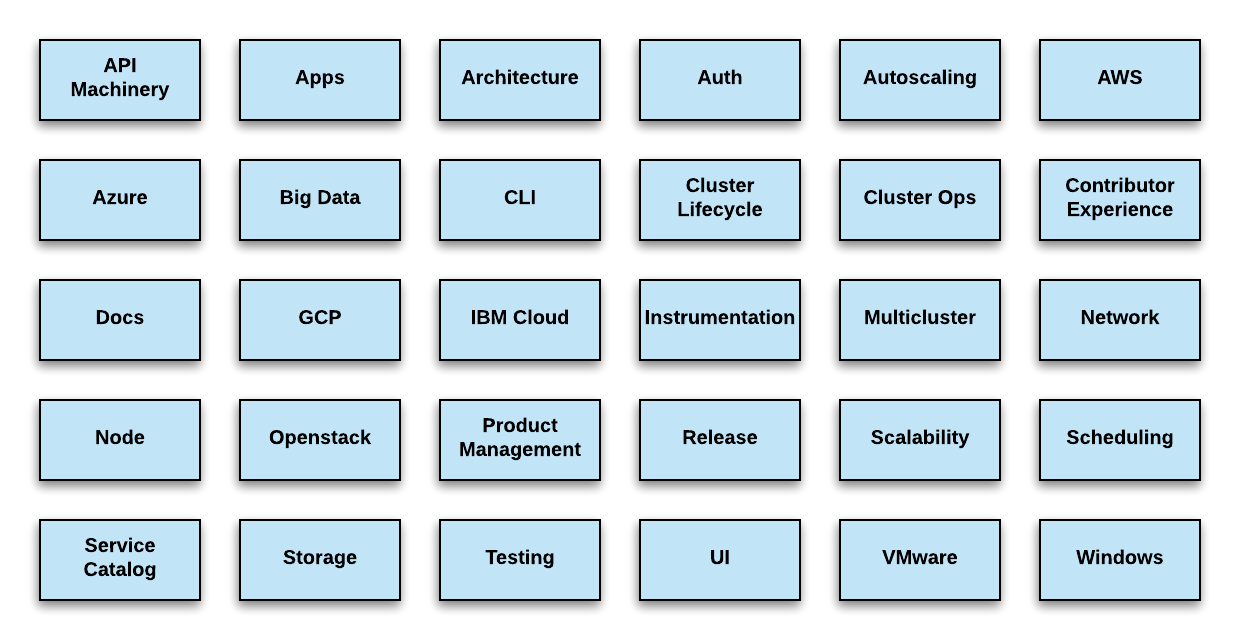 API
Machinery
Apps
Architecture
Auth
Autoscaling
AWS
Azure
Big Data
CLI
Cluster
Lifecycle
Cluster Ops
Contributor
Experience
Docs
GCP
IBM Cloud
Instrumentation
Multicluster
Network
Node
Openstack
Product
Management
Release
Scalability
Scheduling
Service
Catalog
Storage
Testing
UI
VMware
Windows